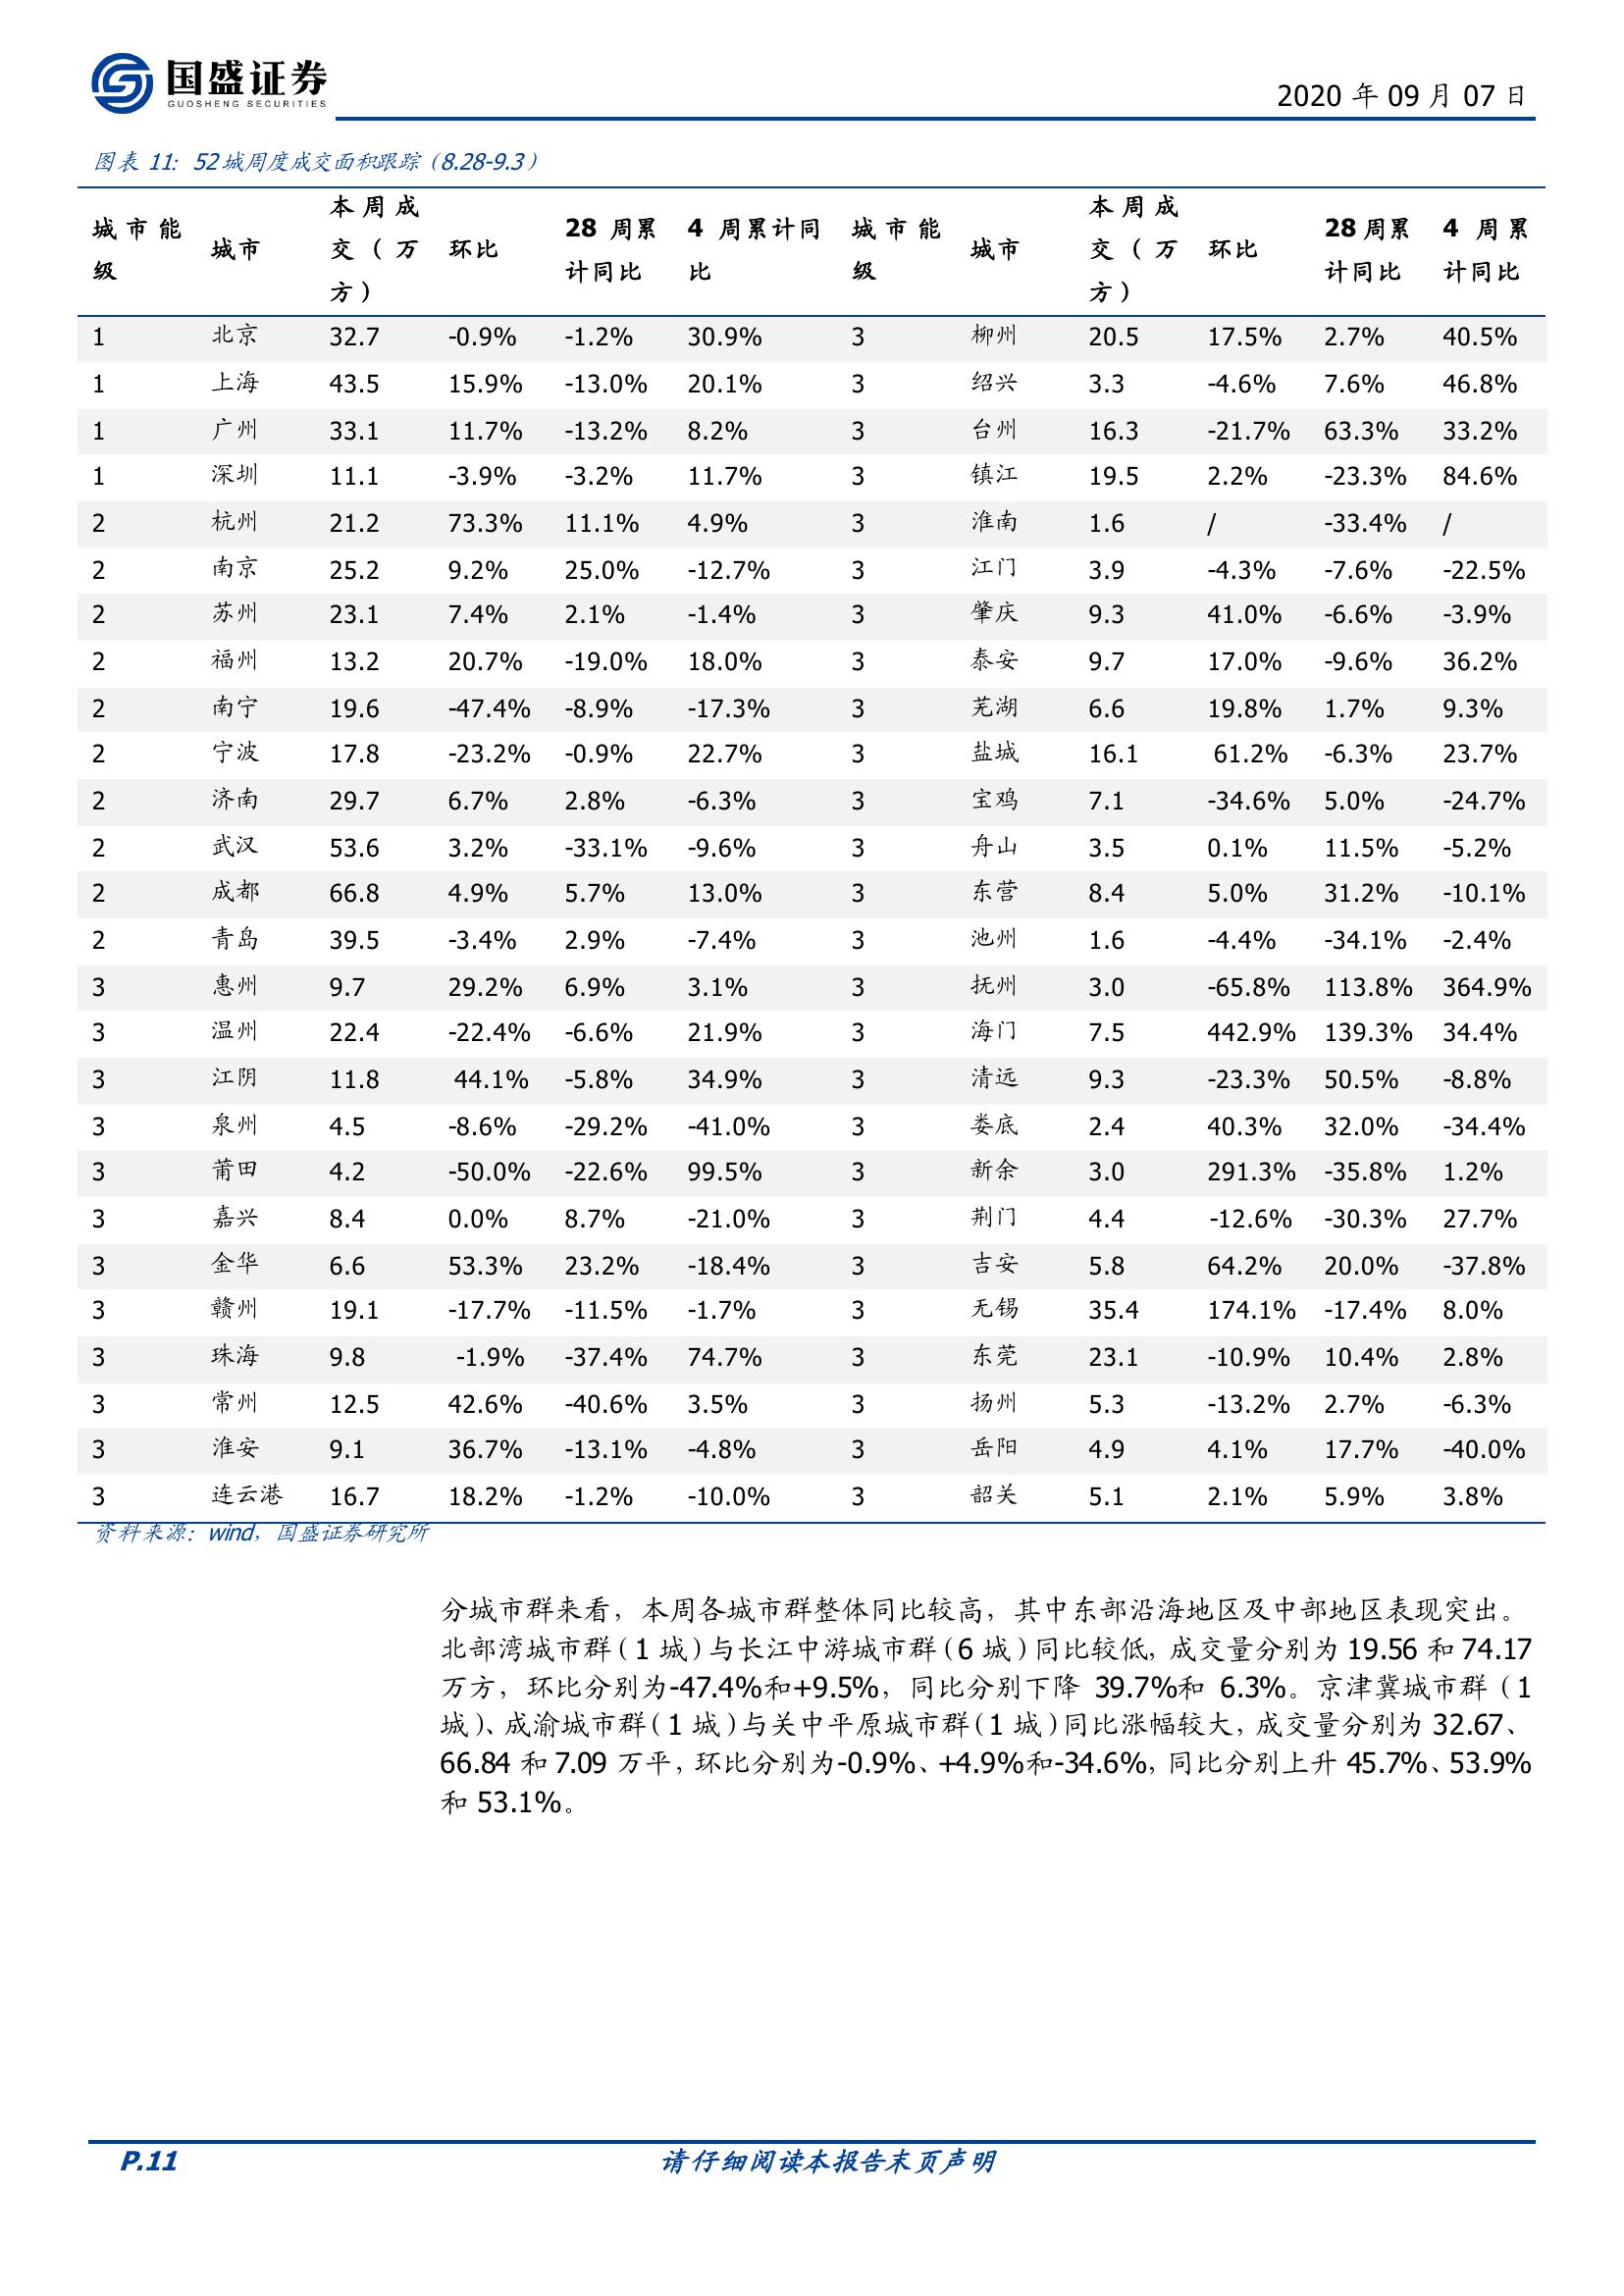 国盛证券
GUOSHENG SECURITIES
2020 年 09 月 07 日
图表 11：52 城周度成交面积跟踪（8.28-9.3）
城市能级 城市 本周成交（万方） 环比 28 周累计同比 4 周累计同比 城市能级 城市 本周成交（万方） 环比 28 周累计同比 4 周累计同比
1 北京 32.7 -0.9% -1.2% 30.9% 3 柳州 20.5 17.5% 2.7% 40.5%
1 上海 43.5 15.9% -13.0% 20.1% 3 绍兴 3.3 -4.6% 7.6% 46.8%
1 广州 33.1 11.7% -13.2% 8.2% 3 台州 16.3 -21.7% 63.3% 33.2%
1 深圳 11.1 -3.9% -3.2% 11.7% 3 镇江 19.5 2.2% -23.3% 84.6%
2 杭州 21.2 73.3% 11.1% 4.9% 3 淮南 1.6 / -33.4% /
2 南京 25.2 9.2% 25.0% -12.7% 3 江门 3.9 -4.3% -7.6% -22.5%
2 苏州 23.1 7.4% 2.1% -1.4% 3 肇庆 9.3 41.0% -6.6% -3.9%
2 福州 13.2 20.7% -19.0% 18.0% 3 泰安 9.7 17.0% -9.6% 36.2%
2 南宁 19.6 -47.4% -8.9% -17.3% 3 芜湖 6.6 19.8% 1.7% 9.3%
2 宁波 17.8 -23.2% -0.9% 22.7% 3 盐城 16.1 61.2% -6.3% 23.7%
2 济南 29.7 6.7% 2.8% -6.3% 3 宝鸡 7.1 -34.6% 5.0% -24.7%
2 武汉 53.6 3.2% -33.1% -9.6% 3 舟山 3.5 0.1% 11.5% -5.2%
2 成都 66.8 4.9% 5.7% 13.0% 3 东营 8.4 5.0% 31.2% -10.1%
2 青岛 39.5 -3.4% 2.9% -7.4% 3 池州 1.6 -4.4% -34.1% -2.4%
3 惠州 9.7 29.2% 6.9% 3.1% 3 抚州 3.0 -65.8% 113.8% 364.9%
3 温州 22.4 -22.4% -6.6% 21.9% 3 海门 7.5 442.9% 139.3% 34.4%
3 江阴 11.8 44.1% -5.8% 34.9% 3 清远 9.3 -23.3% 50.5% -8.8%
3 泉州 4.5 -8.6% -29.2% -41.0% 3 娄底 2.4 40.3% 32.0% -34.4%
3 莆田 4.2 -50.0% -22.6% 99.5% 3 新余 3.0 291.3% -35.8% 1.2%
3 嘉兴 8.4 0.0% 8.7% -21.0% 3 荆门 4.4 -12.6% -30.3% 27.7%
3 金华 6.6 53.3% 23.2% -18.4% 3 吉安 5.8 64.2% 20.0% -37.8%
3 赣州 19.1 -17.7% -11.5% -1.7% 3 无锡 35.4 174.1% -17.4% 8.0%
3 珠海 9.8 -1.9% -37.4% 74.7% 3 东莞 23.1 -10.9% 10.4% 2.8%
3 常州 12.5 42.6% -40.6% 3.5% 3 扬州 5.3 -13.2% 2.7% -6.3%
3 淮安 9.1 36.7% -13.1% -4.8% 3 岳阳 4.9 4.1% 17.7% -40.0%
3 连云港 16.7 18.2% -1.2% -10.0% 3 韶关 5.1 2.1% 5.9% 3.8%
资料来源：wind，国盛证券研究所
分城市群来看，本周各城市群整体同比较高，其中东部沿海地区及中部地区表现突出。
北部湾城市群（1 城）与长江中游城市群（6 城）同比较低，成交量分别为 19.56 和 74.17
万方，环比分别为-47.4%和+9.5%，同比分别下降 39.7%和 6.3%。京津冀城市群（1
城）、成渝城市群（1 城）与关中平原城市群（1 城）同比涨幅较大，成交量分别为 32.67、
66.84 和 7.09 万平，环比分别为-0.9%、+4.9%和-34.6%，同比分别上升 45.7%、53.9%
和 53.1%。
P.11 请仔细阅读本报告末页声明